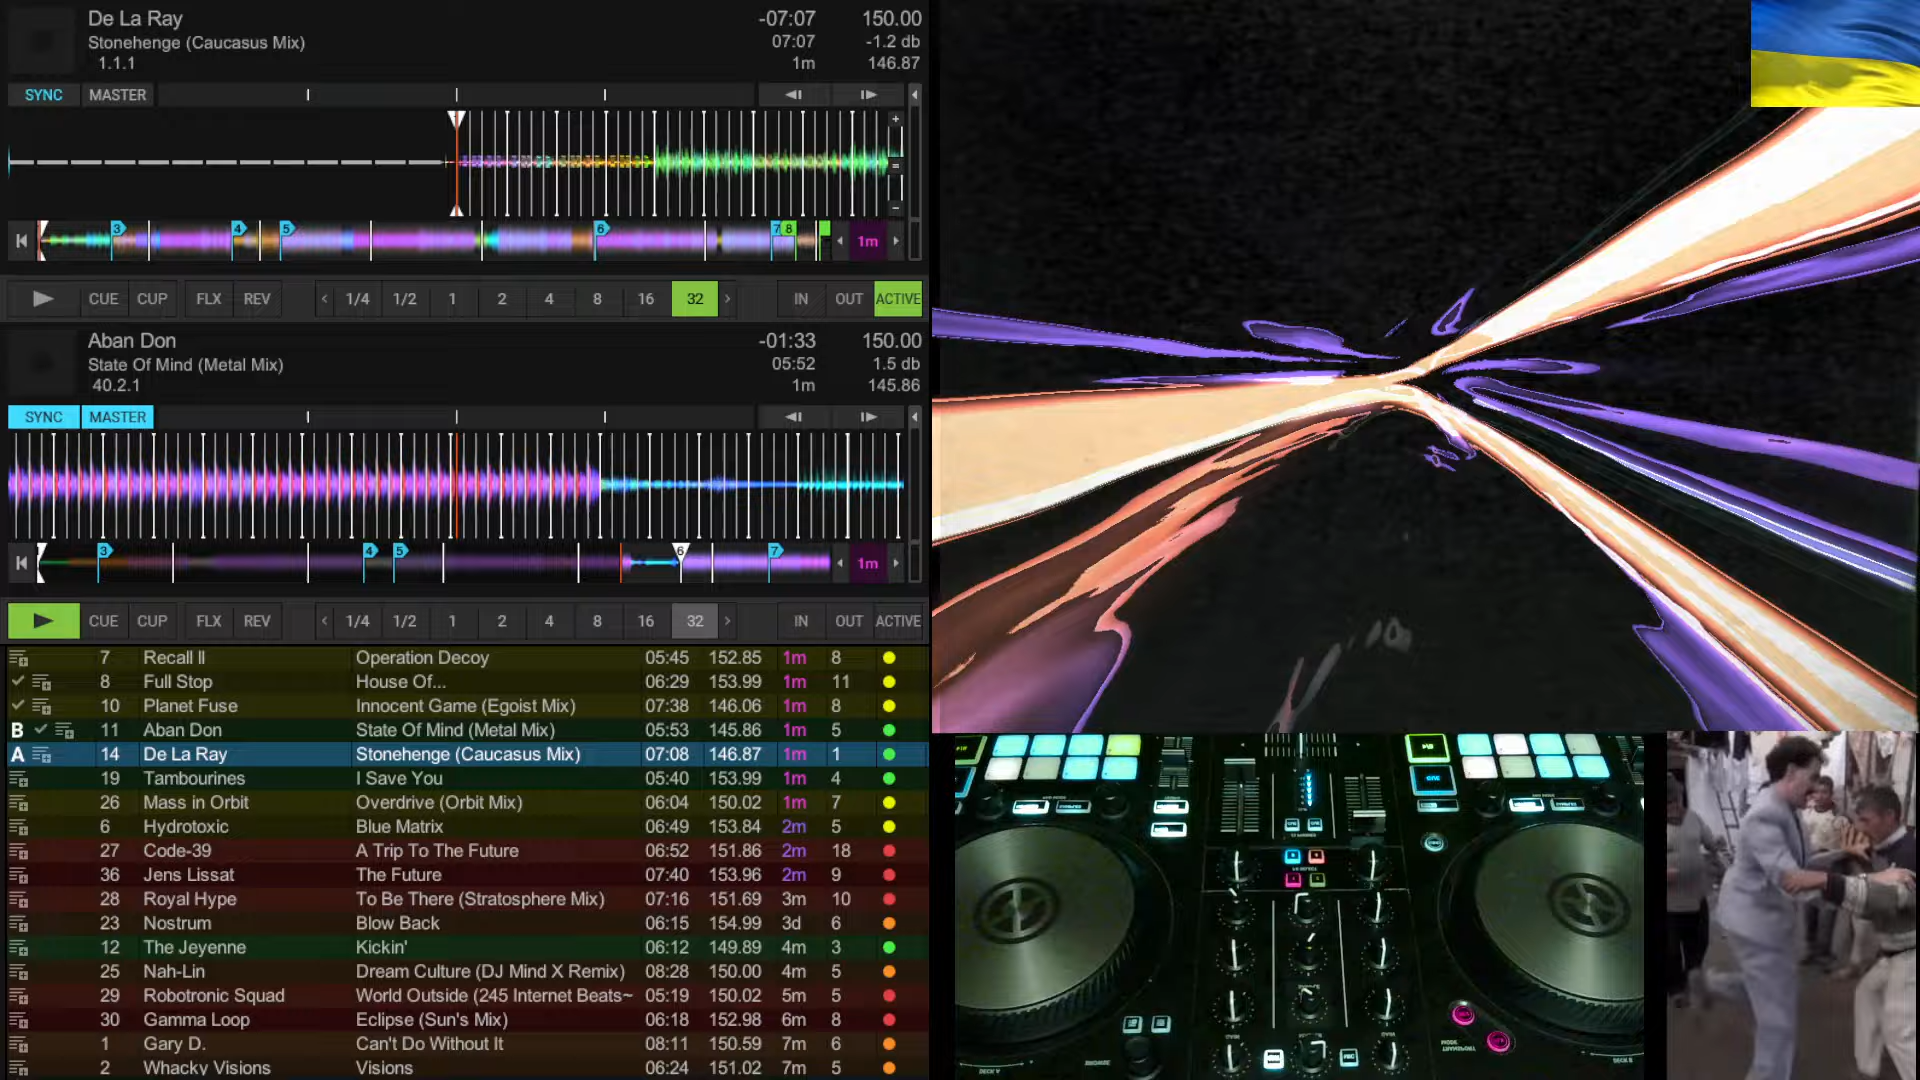 De La Ray -07:07 150.00
Stonehenge (Caucasus Mix) 07:07 -1.2 db
1.1.1 1m 146.87
SYNC MASTER
3 4 5 6 7 8 1m
CUE CUP FLX REV 1/4 1/2 1 2 4 8 16 32 IN OUT ACTIVE
Aban Don -01:33 150.00
State Of Mind (Metal Mix) 05:52 1.5 db
40.2.1 1m 145.86
SYNC MASTER
3 4 5 6 7 1m
CUE CUP FLX REV 1/4 1/2 1 2 4 8 16 32 IN OUT ACTIVE
7 Recall II Operation Decoy 05:45 152.85 1m 8
8 Full Stop House Of... 06:29 153.99 1m 11
10 Planet Fuse Innocent Game (Egoist Mix) 07:38 146.06 1m 8
B 11 Aban Don State Of Mind (Metal Mix) 05:53 145.86 1m 5
A 14 De La Ray Stonehenge (Caucasus Mix) 07:08 146.87 1m 1
19 Tambourines I Save You 05:40 153.99 1m 4
26 Mass in Orbit Overdrive (Orbit Mix) 06:04 150.02 1m 7
6 Hydrotoxic Blue Matrix 06:49 153.84 2m 5
27 Code-39 A Trip To The Future 06:52 151.86 2m 18
36 Jens Lissat The Future 07:40 153.96 2m 9
28 Royal Hype To Be There (Stratosphere Mix) 07:16 151.69 3m 10
23 Nostrum Blow Back 06:15 154.99 3d 6
12 The Jeyenne Kickin' 06:12 149.89 4m 3
25 Nah-Lin Dream Culture (DJ Mind X Remix) 08:28 150.00 4m 5
29 Robotronic Squad World Outside (245 Internet Beats~ 05:19 150.02 5m 5
30 Gamma Loop Eclipse (Sun's Mix) 06:18 152.98 6m 8
1 Gary D. Can't Do Without It 08:11 150.59 7m 6
2 Whacky Visions Visions 06:24 151.02 7m 5